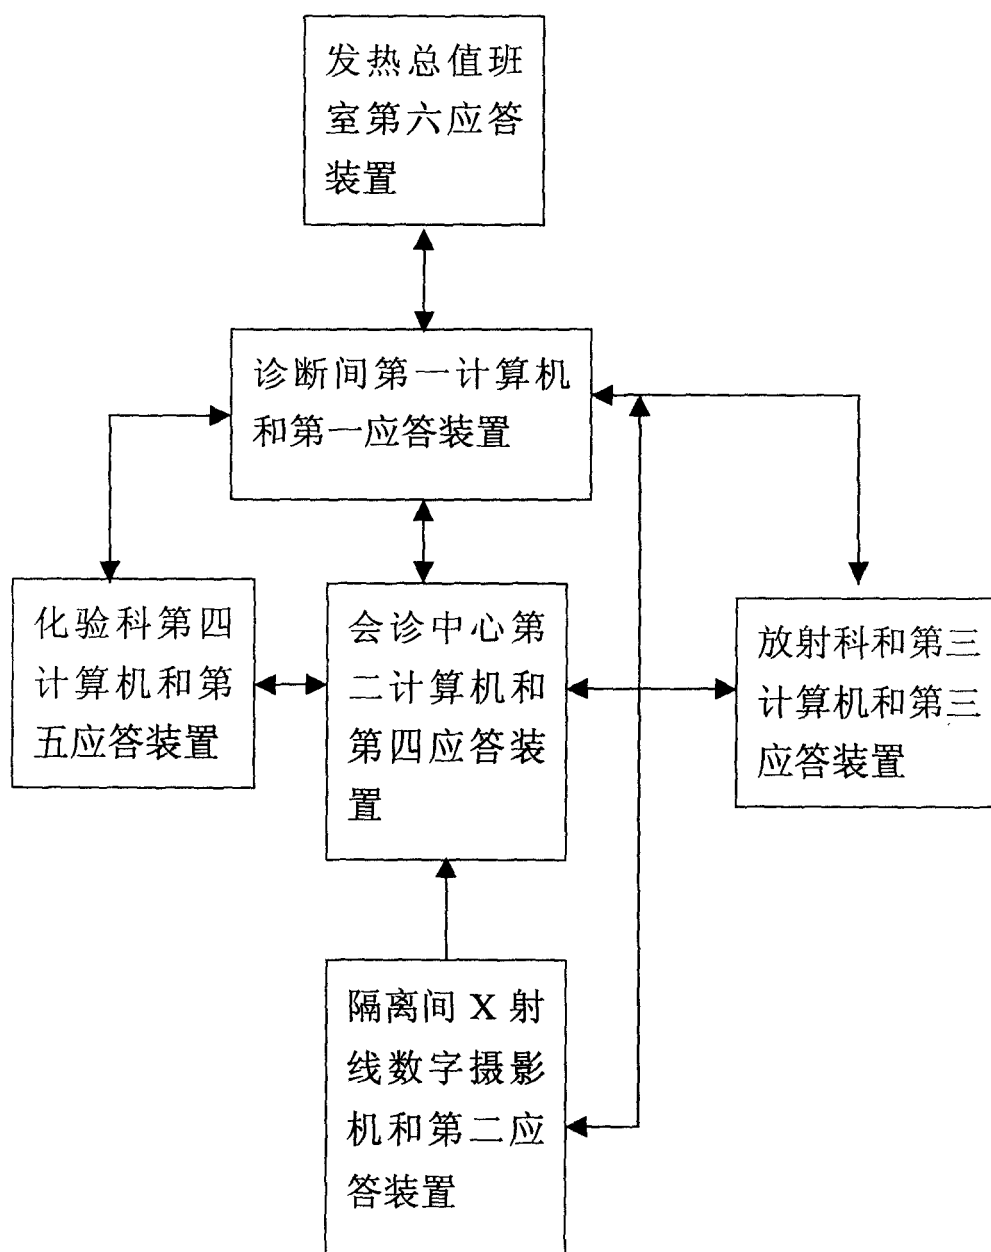 发热总值班
室第六应答
装置
诊断间第一计算机
和第一应答装置
化验科第四
计算机和第
五应答装置
会诊中心第
二计算机和
第四应答装
置
放射科和第三
计算机和第三
应答装置
隔离间 X 射
线数字摄影
机和第二应
答装置